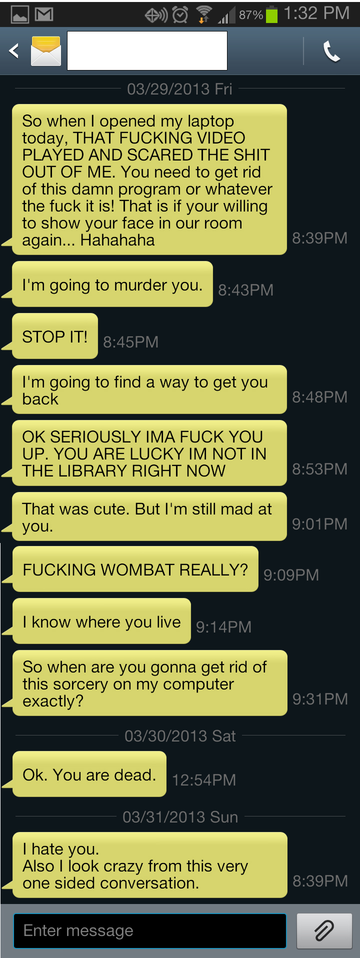 87% 1:32 PM
03/29/2013 Fri
So when I opened my laptop
today, THAT FUCKING VIDEO
PLAYED AND SCARED THE SHIT
OUT OF ME. You need to get rid
of this damn program or whatever
the fuck it is! That is if your willing
to show your face in our room
again... Hahahaha
8:39PM
I'm going to murder you.
8:43PM
STOP IT!
8:45PM
I'm going to find a way to get you
back
8:48PM
OK SERIOUSLY IMA FUCK YOU
UP. YOU ARE LUCKY IM NOT IN
THE LIBRARY RIGHT NOW
8:53PM
That was cute. But I'm still mad at
you.
9:01PM
FUCKING WOMBAT REALLY?
9:09PM
I know where you live
9:14PM
So when are you gonna get rid of
this sorcery on my computer
exactly?
9:31PM
03/30/2013 Sat
Ok. You are dead.
12:54PM
03/31/2013 Sun
I hate you.
Also I look crazy from this very
one sided conversation.
8:39PM
Enter message